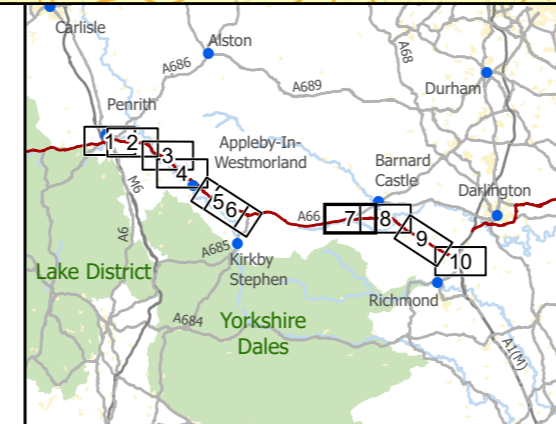 Carlisle
Alston
A686
A68
A689
Durham
Penrith
1
2
3
4
Appleby-In-
Westmorland
Barnard
Castle
Darlington
M6
A6
5
6
A66
7
8
9
10
A685
Kirkby
Stephen
Lake District
Richmond
A684
Yorkshire
Dales
A1(M)